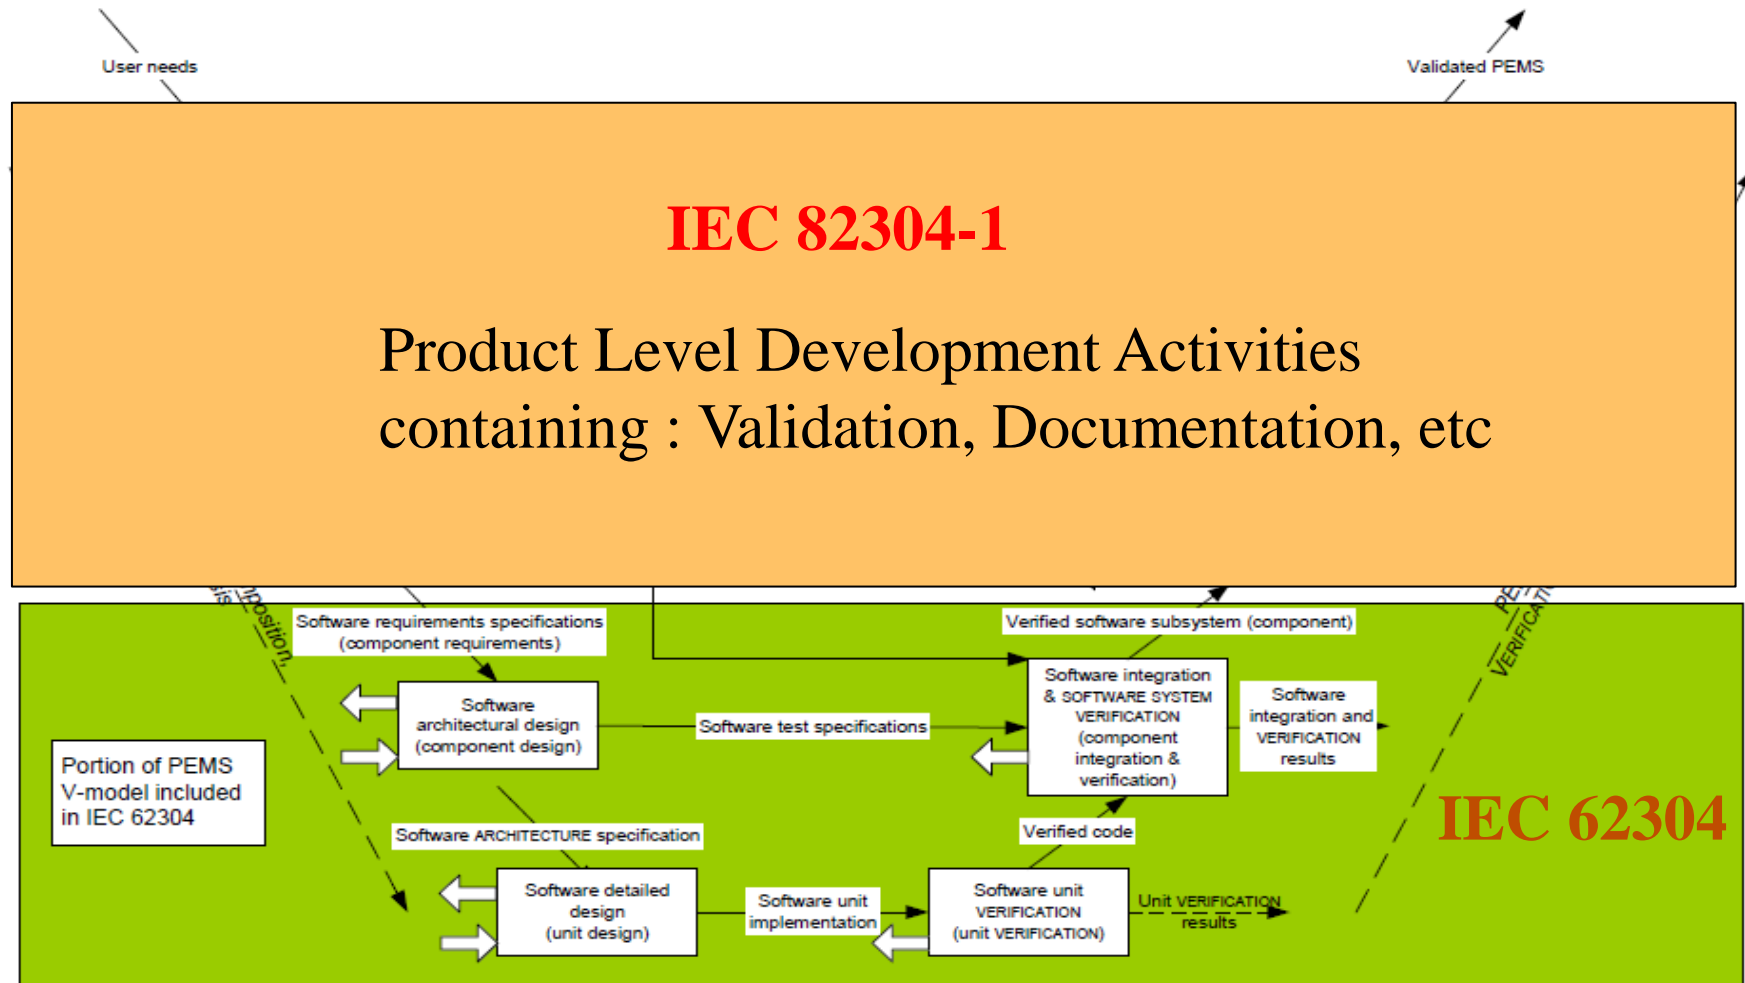 User needs
Validated PEMS
IEC 82304-1
Product Level Development Activities
containing : Validation, Documentation, etc
Software requirements specifications
(component requirements)
Verified software subsystem (component)
Software
architectural design
(component design)
Software test specifications
Software integration
& SOFTWARE SYSTEM
VERIFICATION
(component
integration &
verification)
Software
integration and
VERIFICATION
results
Portion of PEMS
V-model included
in IEC 62304
IEC 62304
Software ARCHITECTURE specification
Verified code
Software detailed
design
(unit design)
Software unit
implementation
Software unit
VERIFICATION
(unit VERIFICATION)
Unit VERIFICATION
results